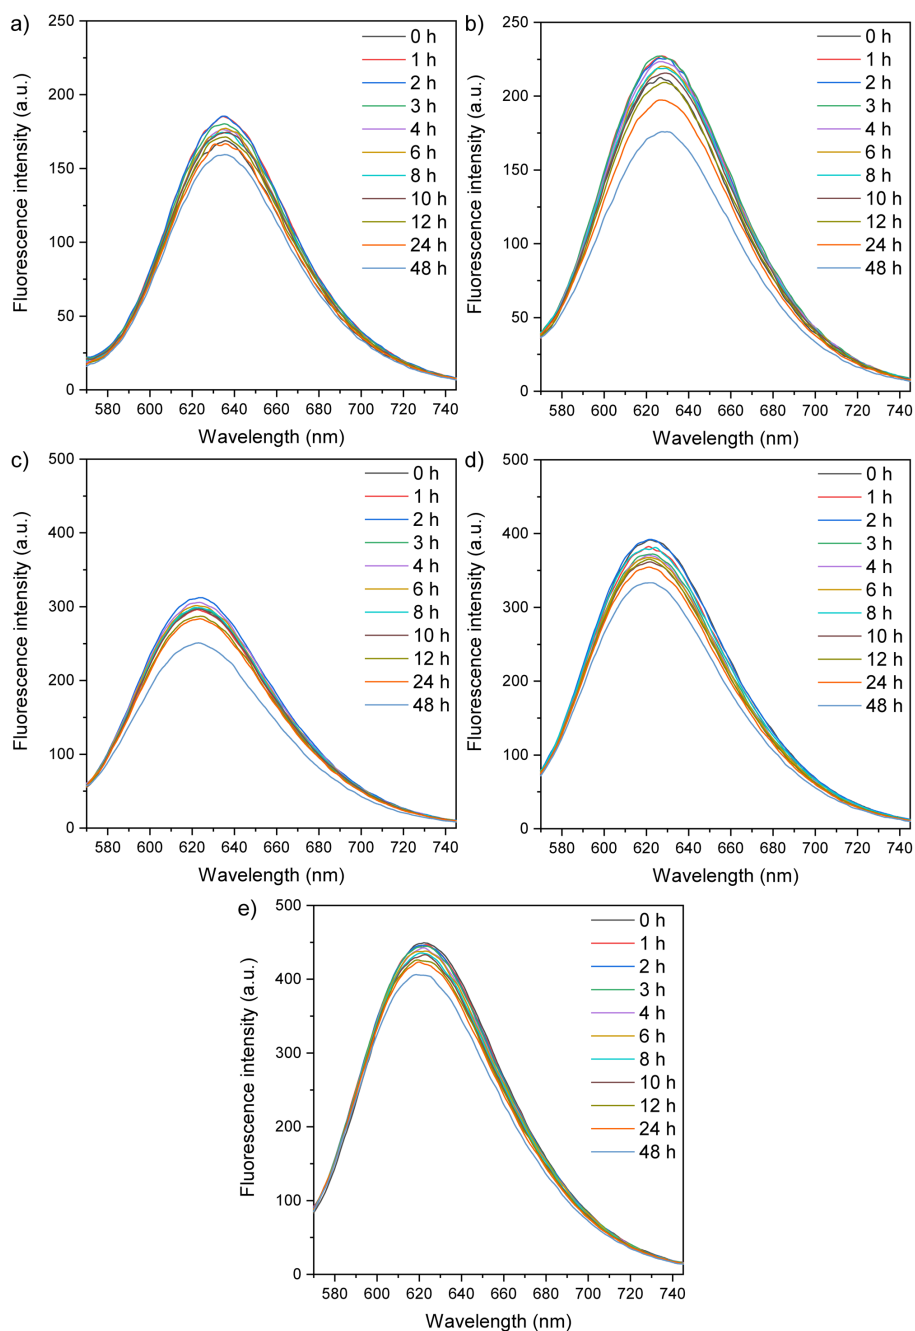 a)
Fluorescence intensity (a.u.)
250
200
150
100
50
0
580 600 620 640 660 680 700 720 740
Wavelength (nm)
0 h
1 h
2 h
3 h
4 h
6 h
8 h
10 h
12 h
24 h
48 h
b)
Fluorescence intensity (a.u.)
250
200
150
100
50
0
580 600 620 640 660 680 700 720 740
Wavelength (nm)
0 h
1 h
2 h
3 h
4 h
6 h
8 h
10 h
12 h
24 h
48 h
c)
Fluorescence intensity (a.u.)
500
400
300
200
100
0
580 600 620 640 660 680 700 720 740
Wavelength (nm)
0 h
1 h
2 h
3 h
4 h
6 h
8 h
10 h
12 h
24 h
48 h
d)
Fluorescence intensity (a.u.)
500
400
300
200
100
0
580 600 620 640 660 680 700 720 740
Wavelength (nm)
0 h
1 h
2 h
3 h
4 h
6 h
8 h
10 h
12 h
24 h
48 h
e)
Fluorescence intensity (a.u.)
500
400
300
200
100
0
580 600 620 640 660 680 700 720 740
Wavelength (nm)
0 h
1 h
2 h
3 h
4 h
6 h
8 h
10 h
12 h
24 h
48 h